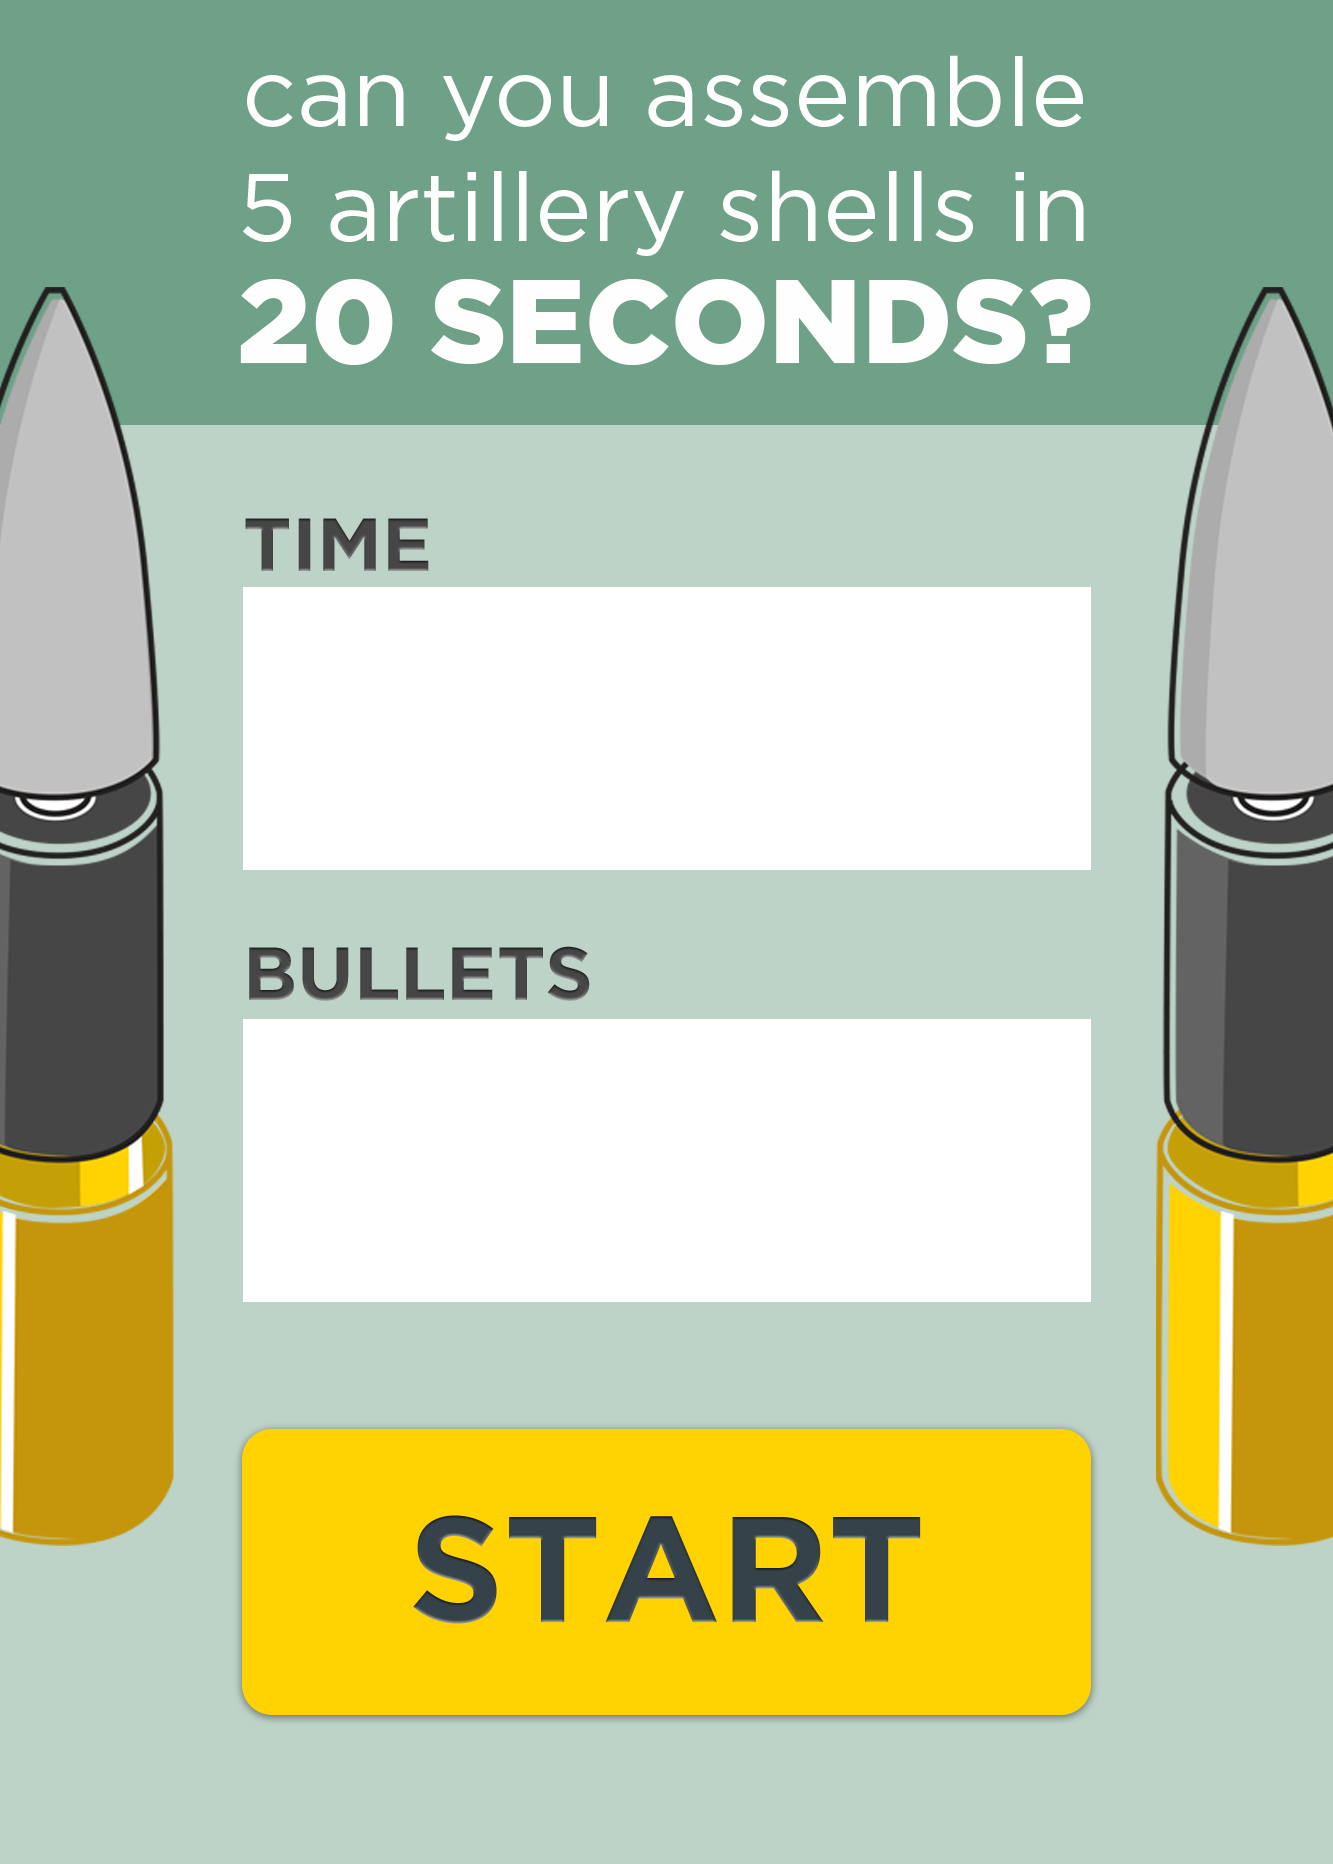 can you assemble
5 artillery shells in
20 SECONDS?
TIME
BULLETS
START